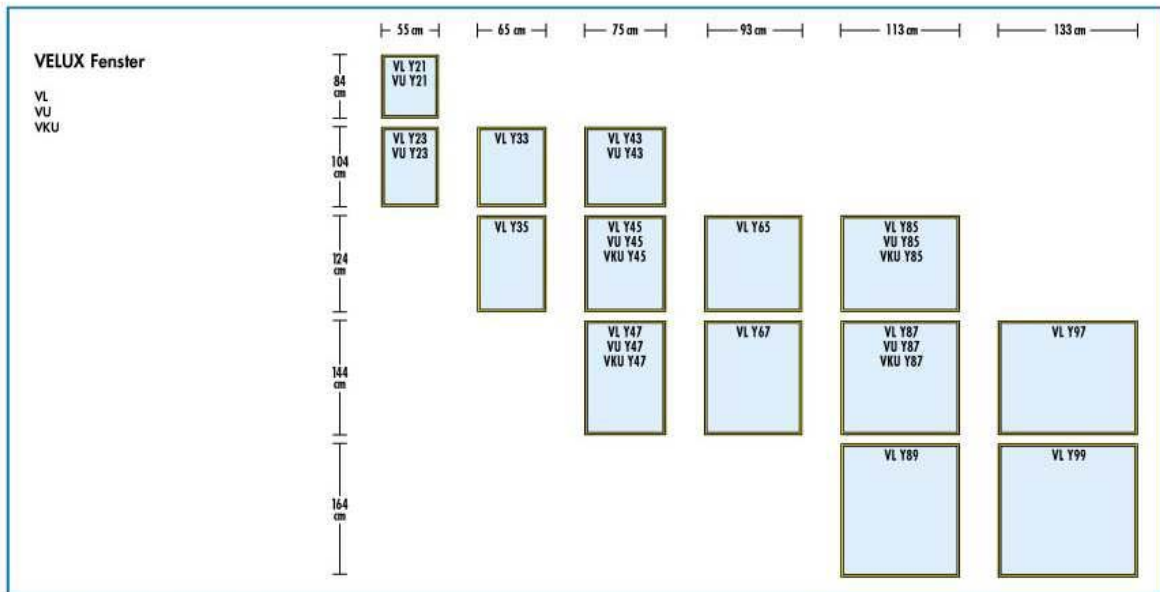 55 cm
65 cm
75 cm
93 cm
113 cm
133 cm
VELUX Fenster
VL
VU
VKU
84
cm
VL Y21
VU Y21
104
cm
VL Y23
VU Y23
VL Y33
VL Y43
VU Y43
124
cm
VL Y35
VL Y45
VU Y45
VKU Y45
VL Y65
VL Y85
VU Y85
VKU Y85
144
cm
VL Y47
VU Y47
VKU Y47
VL Y67
VL Y87
VU Y87
VKU Y87
VL Y97
164
cm
VL Y89
VL Y99